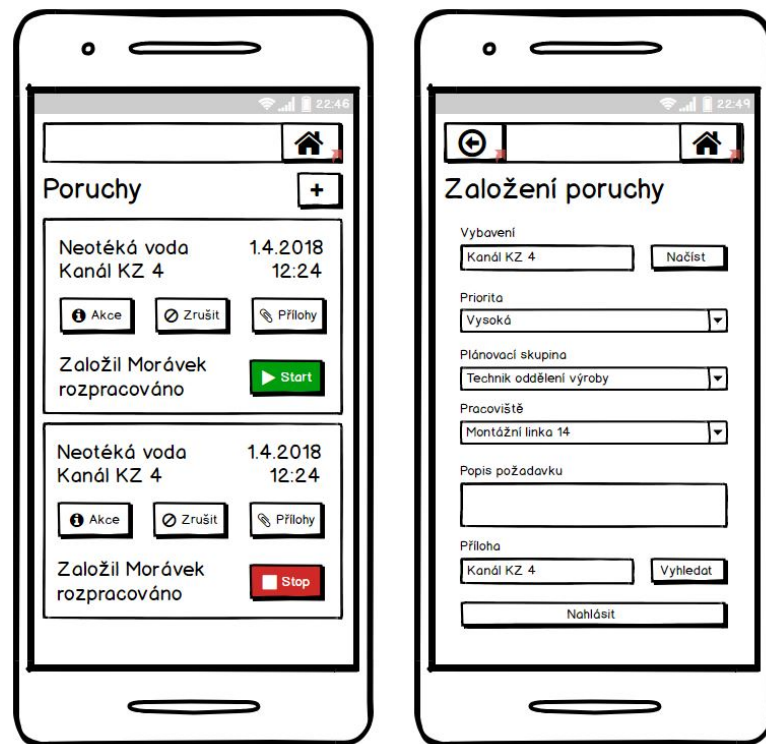 22:46
Poruchy
+
Neotéká voda 1.4.2018
Kanál KZ 4 12:24
Akce Zrušit Přílohy
Založil Morávek
rozpracováno
Start
Neotéká voda 1.4.2018
Kanál KZ 4 12:24
Akce Zrušit Přílohy
Založil Morávek
rozpracováno
Stop
22:49
Založení poruchy
Vybavení
Kanál KZ 4 Načíst
Priorita
Vysoká
Plánovací skupina
Technik oddělení výroby
Pracoviště
Montážní linka 14
Popis požadavku
Příloha
Kanál KZ 4 Vyhledat
Nahlásit